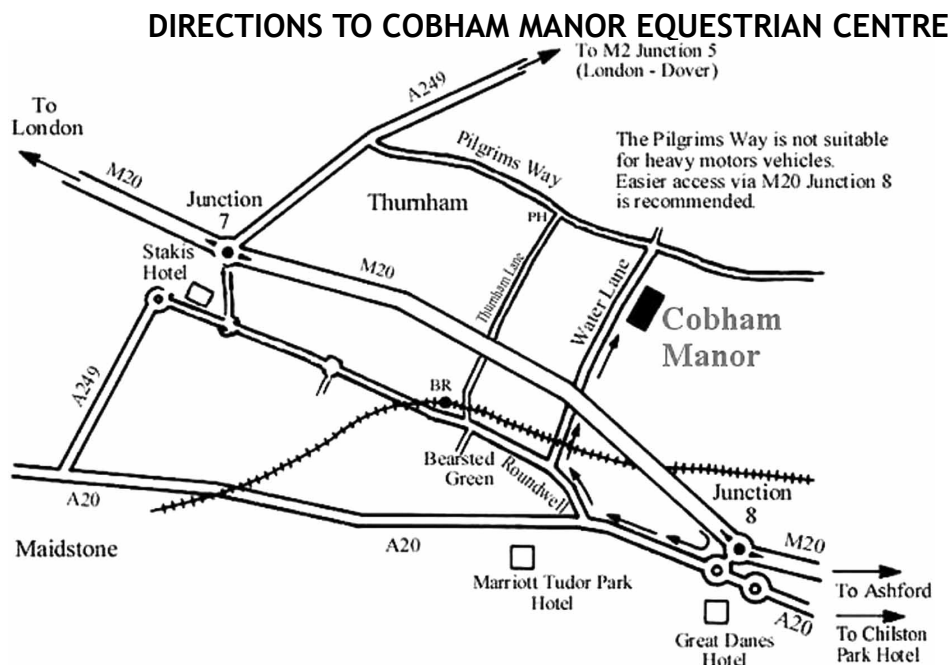 DIRECTIONS TO COBHAM MANOR EQUESTRIAN CENTRE
To M2 Junction 5
(London - Dover)
A249
To
London
M20
Junction
7
Pilgrims Way
The Pilgrims Way is not suitable
for heavy motors vehicles.
Easier access via M20 Junction 8
is recommended.
Thurnham
PH
Stakis
Hotel
M20
Thurnham Lane
Water Lane
Cobham
Manor
A249
BR
Bearsted
Green
Roundwell
Junction
8
A20
Maidstone
A20
M20
Marriott Tudor Park
Hotel
To Ashford
A20
Great Danes
Hotel
To Chilston
Park Hotel